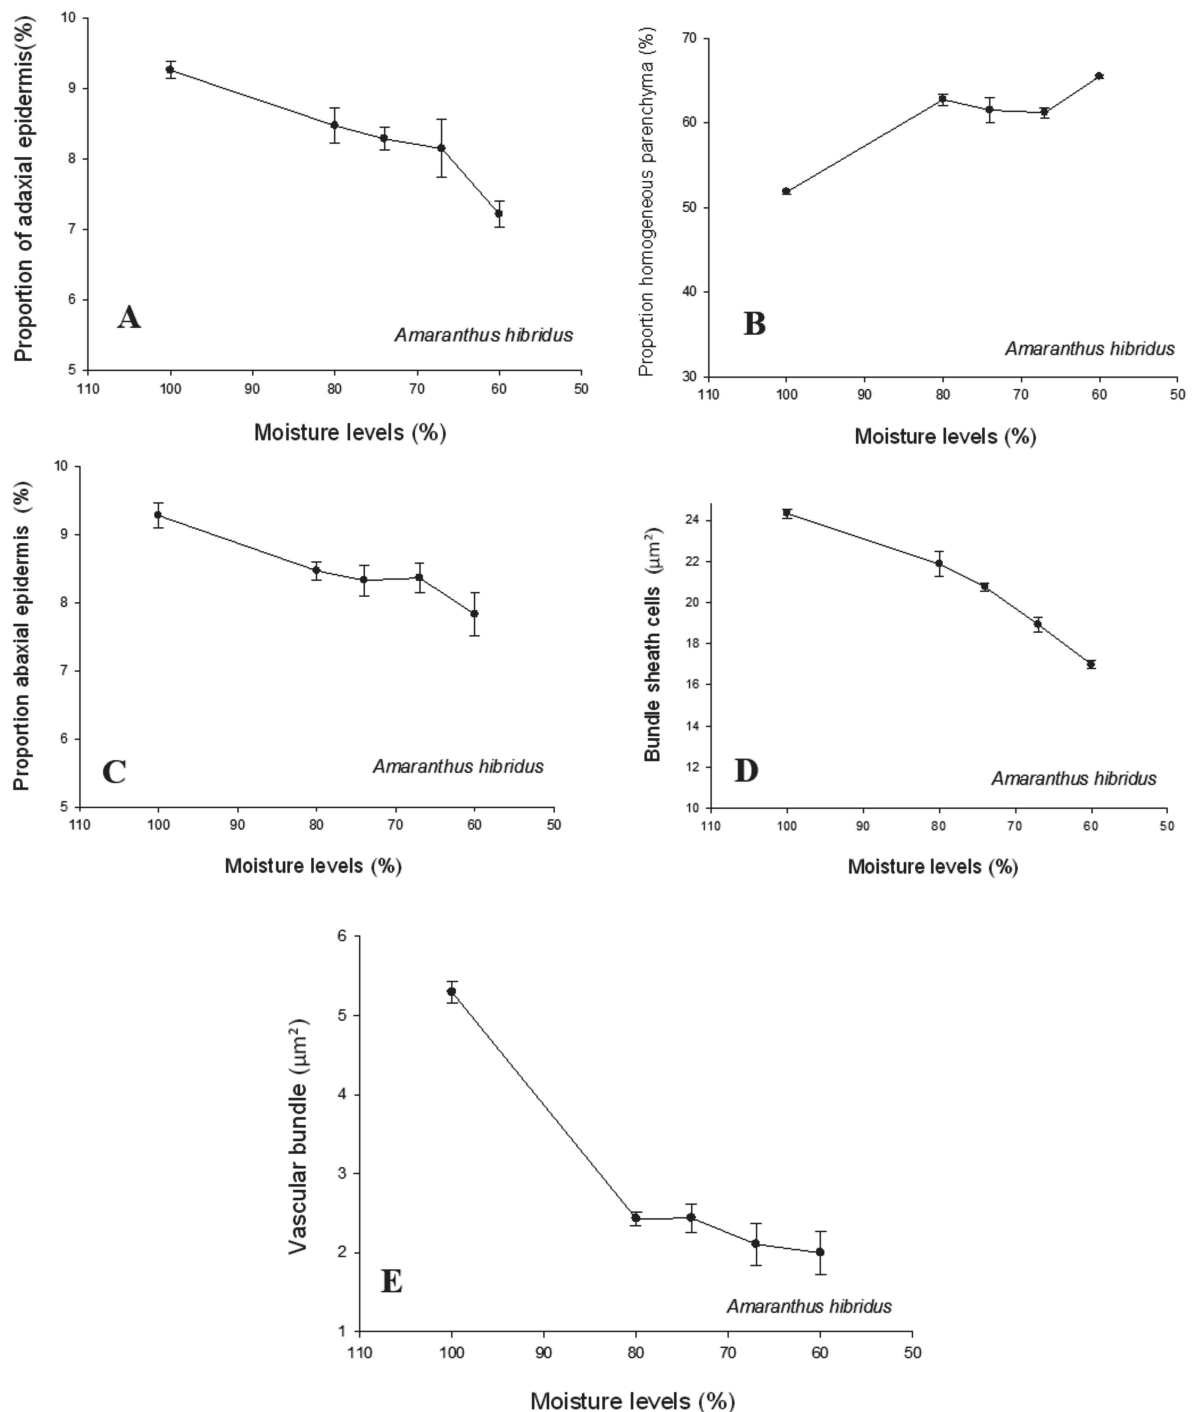 Proportion of adaxial epidermis(%)
10
9
8
7
6
5
A
Amaranthus hibridus
110 100 90 80 70 60 50
Moisture levels (%)
Proportion homogeneous parenchyma (%)
70
60
50
40
30
B
Amaranthus hibridus
110 100 90 80 70 60 50
Moisture levels (%)
Proportion abaxial epidermis (%)
10
9
8
7
6
5
C
Amaranthus hibridus
110 100 90 80 70 60 50
Moisture levels (%)
Bundle sheath cells (μm²)
24
22
20
18
16
14
12
10
D
Amaranthus hibridus
110 100 90 80 70 60 50
Moisture levels (%)
Vascular bundle (μm²)
6
5
4
3
2
1
E
Amaranthus hibridus
110 100 90 80 70 60 50
Moisture levels (%)